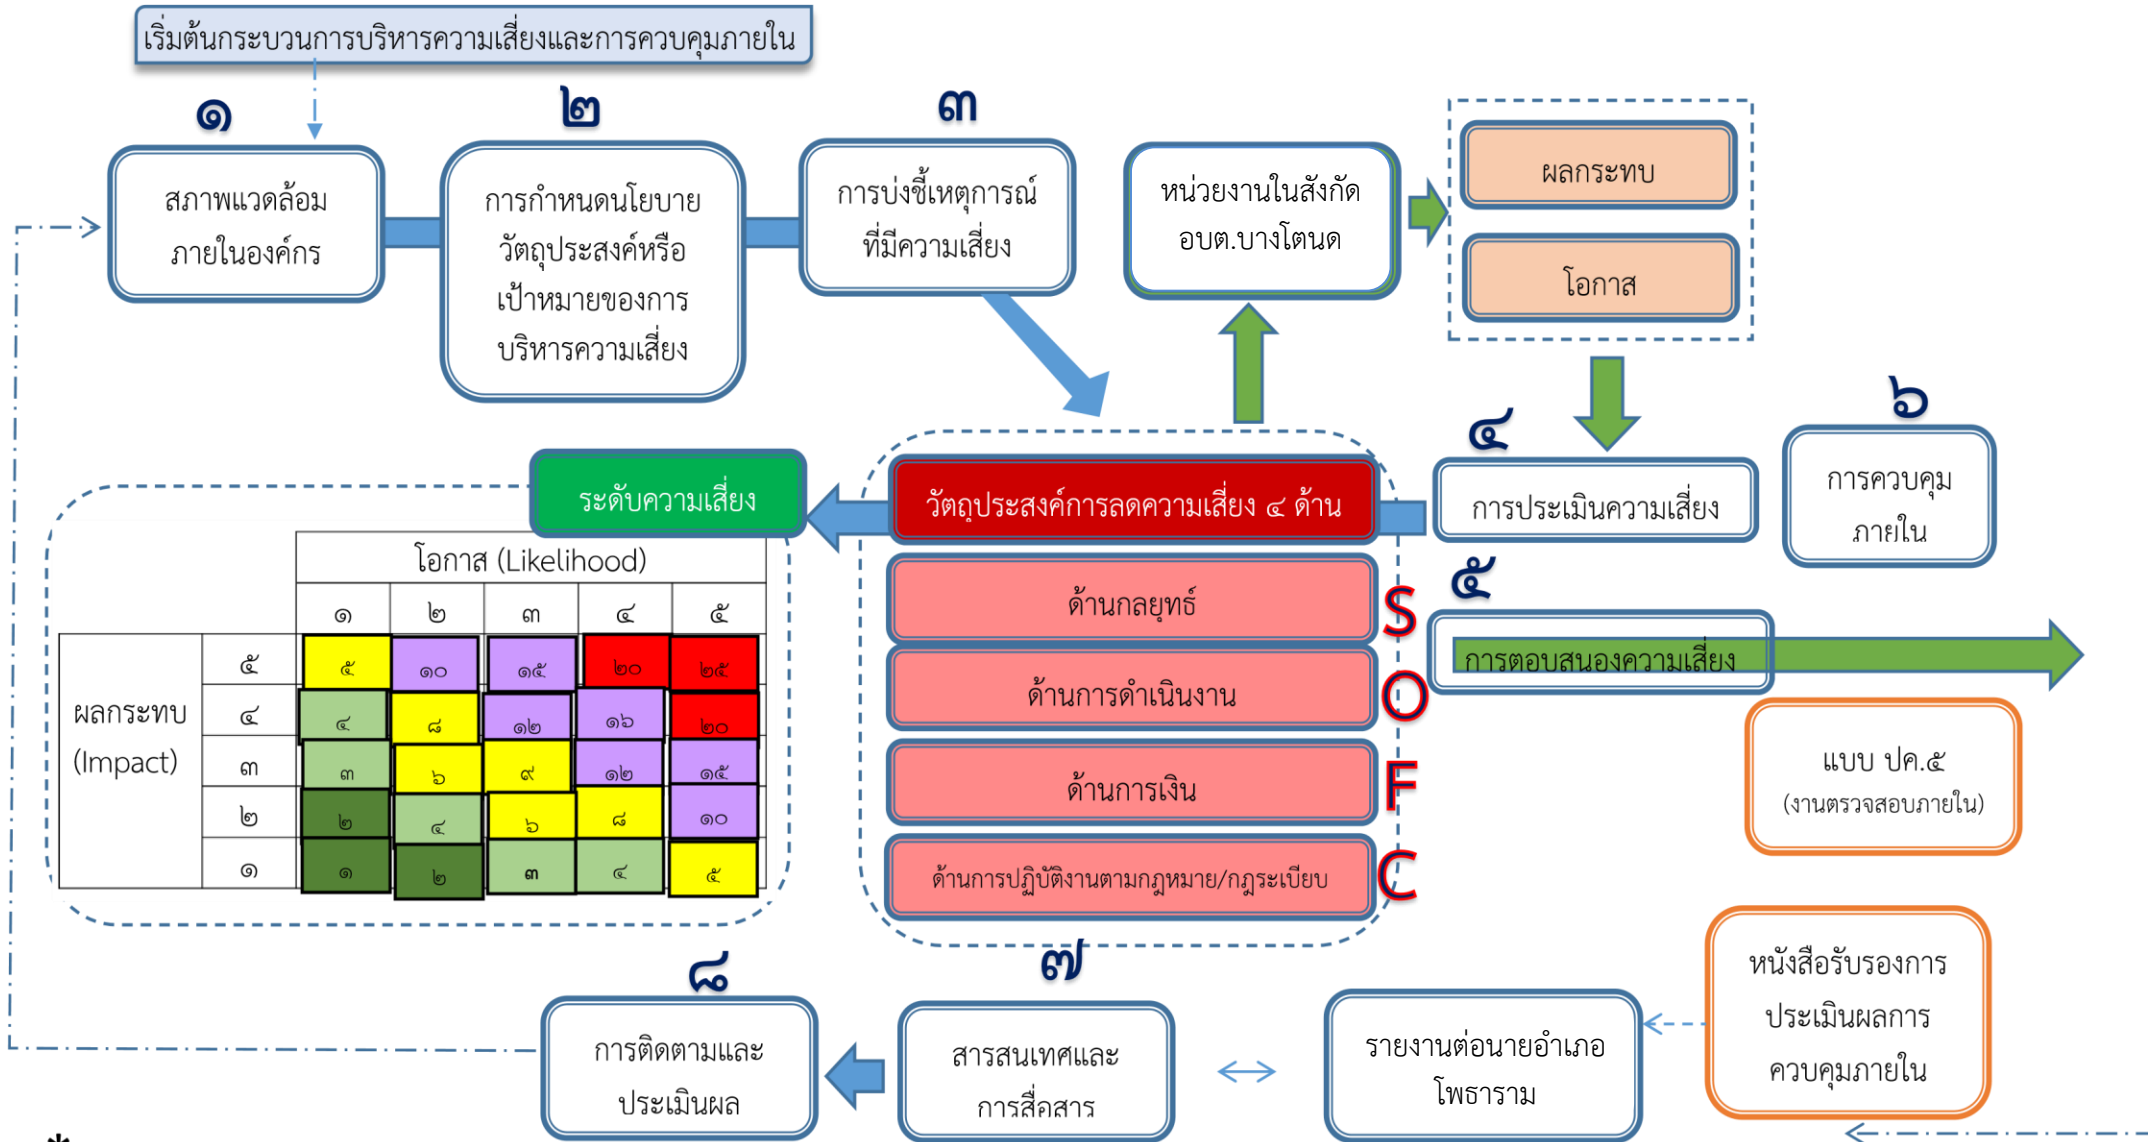 เริ่มต้นกระบวนการบริหารความเสี่ยงและการควบคุมภายใน
๑
สภาพแวดล้อม
ภายในองค์กร
๒
การกำหนดนโยบาย
วัตถุประสงค์หรือ
เป้าหมายของการ
บริหารความเสี่ยง
๓
การบ่งชี้เหตุการณ์
ที่มีความเสี่ยง
หน่วยงานในสังกัด
อบต.บางโตนด
ผลกระทบ
โอกาส
๔
การประเมินความเสี่ยง
๖
การควบคุม
ภายใน
ระดับความเสี่ยง
โอกาส (Likelihood)
๑ ๒ ๓ ๔ ๕
ผลกระทบ
(Impact)
๕ ๕ ๑๐ ๑๕ ๒๐ ๒๕
๔ ๔ ๘ ๑๒ ๑๖ ๒๐
๓ ๓ ๖ ๙ ๑๒ ๑๕
๒ ๒ ๔ ๖ ๘ ๑๐
๑ ๑ ๒ ๓ ๔ ๕
วัตถุประสงค์การลดความเสี่ยง ๔ ด้าน
ด้านกลยุทธ์ S
ด้านการดำเนินงาน O
ด้านการเงิน F
ด้านการปฏิบัติงานตามกฎหมาย/กฎระเบียบ C
๕
การตอบสนองความเสี่ยง
แบบ ปค.๕
(งานตรวจสอบภายใน)
หนังสือรับรองการ
ประเมินผลการ
ควบคุมภายใน
รายงานต่อนายอำเภอ
โพธาราม
๗
สารสนเทศและ
การสื่อสาร
๘
การติดตามและ
ประเมินผล
*